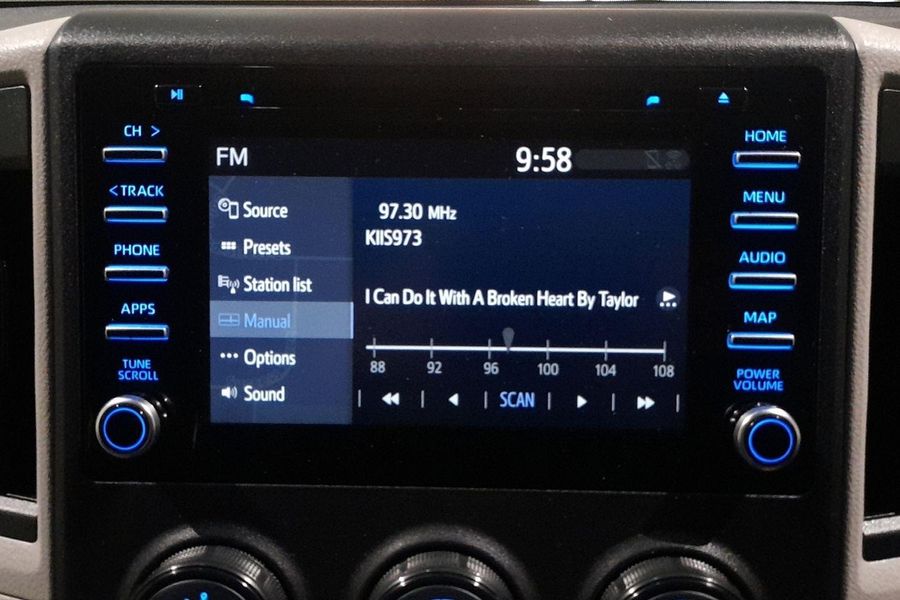 CH >
< TRACK
PHONE
APPS
TUNE
SCROLL
FM
9:58
Source
Presets
Station list
Manual
Options
Sound
97.30 MHz
KIIS973
I Can Do It With A Broken Heart By Taylor
88 92 96 100 104 108
SCAN
HOME
MENU
AUDIO
MAP
POWER
VOLUME